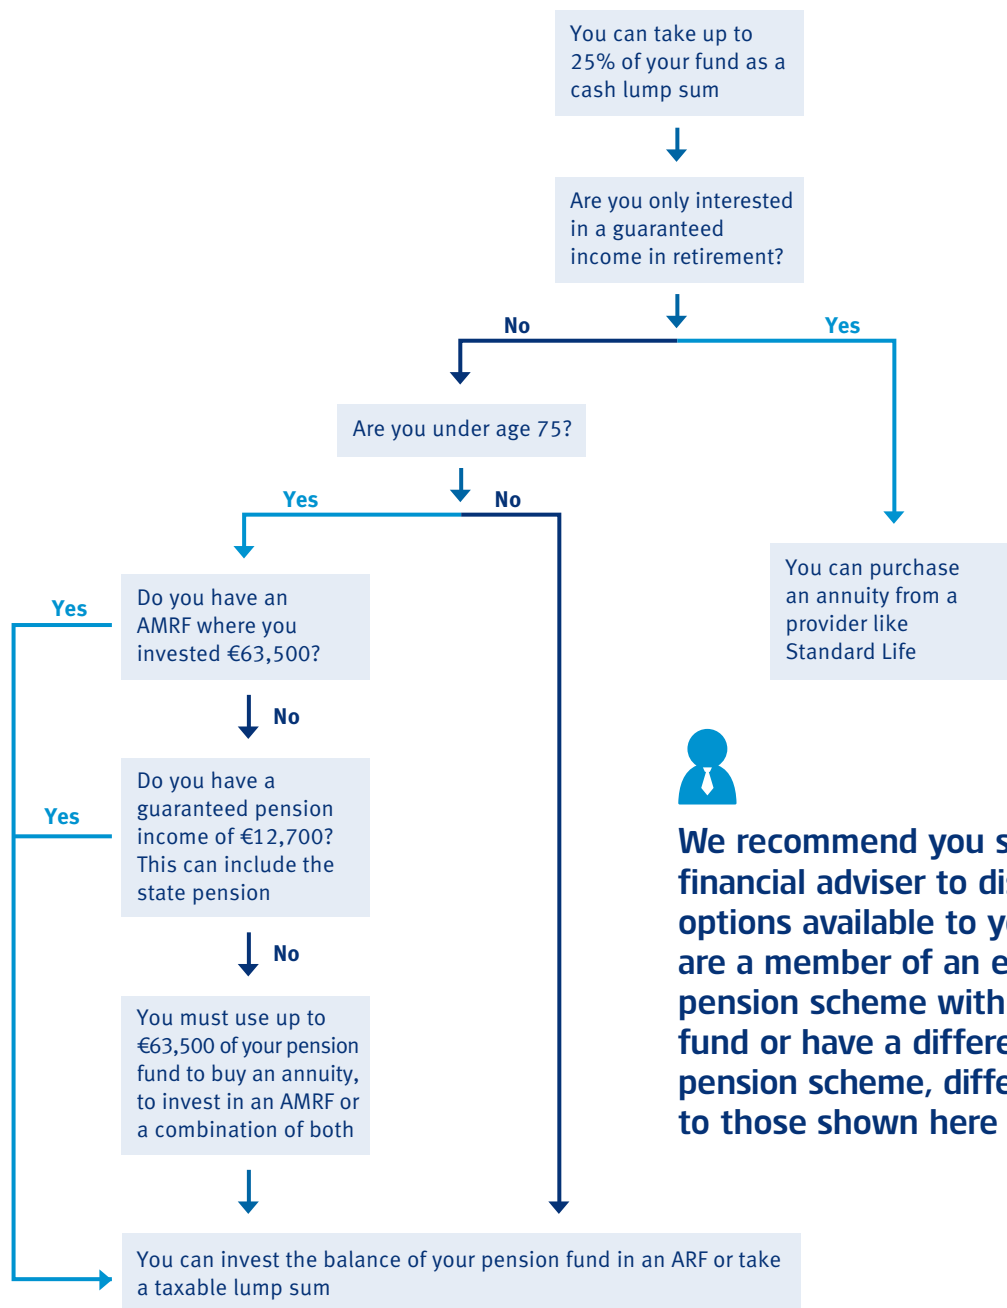 You can take up to
25% of your fund as a
cash lump sum
Are you only interested
in a guaranteed
income in retirement?
No
Yes
Are you under age 75?
Yes
No
You can purchase
an annuity from a
provider like
Standard Life
Yes
Do you have an
AMRF where you
invested €63,500?
No
Yes
Do you have a
guaranteed pension
income of €12,700?
This can include the
state pension
No
You must use up to
€63,500 of your pension
fund to buy an annuity,
to invest in an AMRF or
a combination of both
We recommend you
financial adviser to
options available to
are a member of an
pension scheme with
fund or have a
pension scheme,
to those shown here
You can invest the balance of your pension fund in an ARF or take
a taxable lump sum